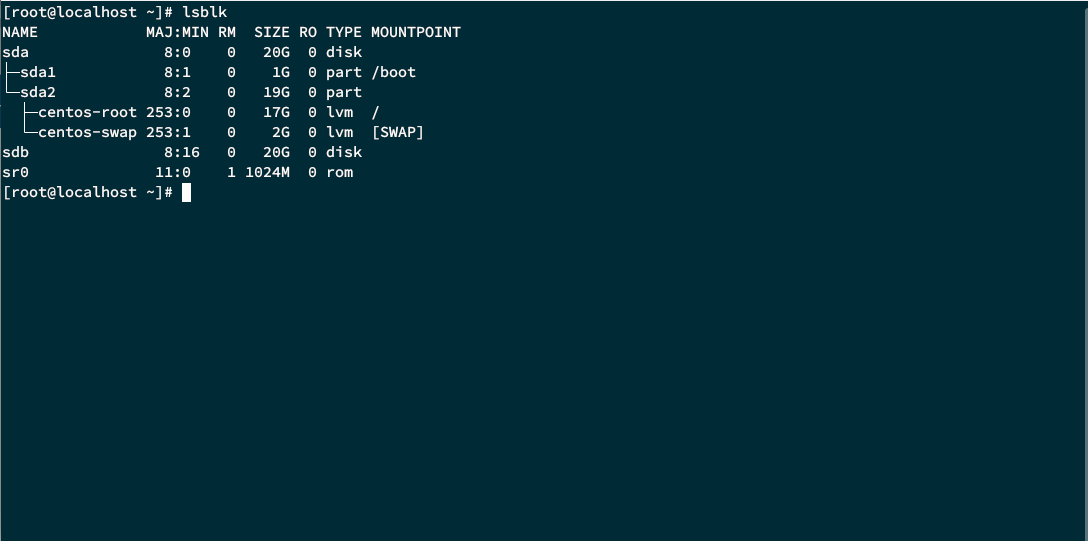 [root@localhost ~]# lsblk
NAME            MAJ:MIN RM  SIZE RO TYPE MOUNTPOINT
sda               8:0    0   20G  0 disk
├─sda1            8:1    0    1G  0 part /boot
└─sda2            8:2    0   19G  0 part
  ├─centos-root 253:0    0   17G  0 lvm  /
  └─centos-swap 253:1    0    2G  0 lvm  [SWAP]
sdb               8:16   0   20G  0 disk
sr0              11:0    1 1024M  0 rom
[root@localhost ~]#